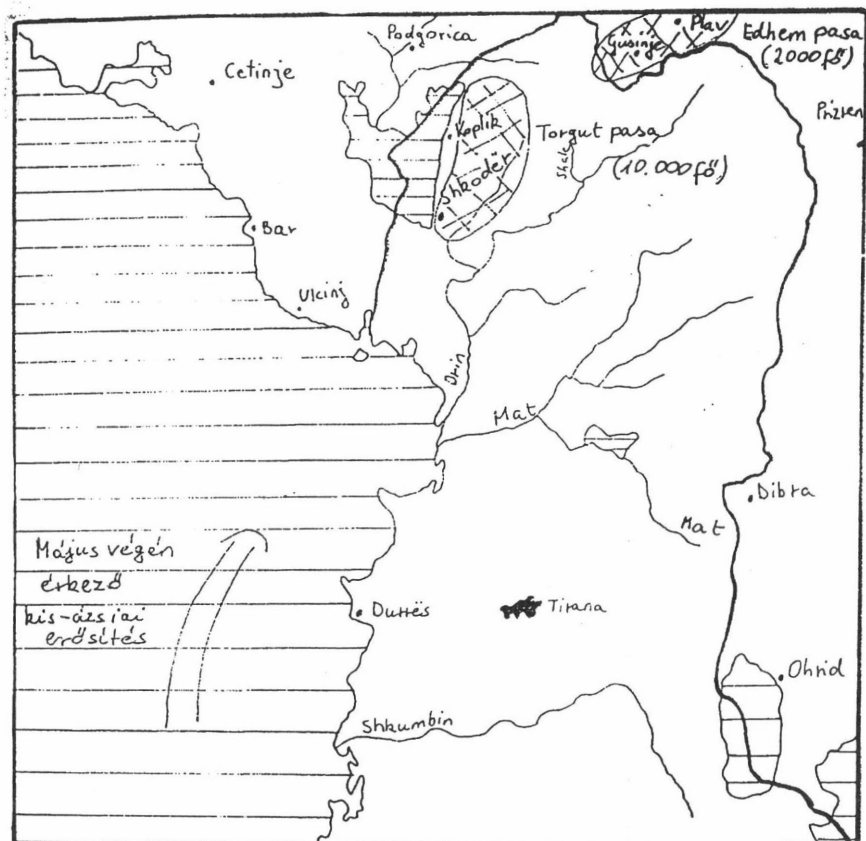 Podgorica
Plav
Gusinje
Edhem pasa
(2000 fő)
Cetinje
Prizren
Koplik
Torgut pasa
(10.000 fő)
Shala
Shkodër
Bar
Ulcinj
Drin
Mat
Mat
Dibra
Május végén
érkező
kis-ázsiai
erősítés
Durrës
Tirana
Ohrid
Shkumbin